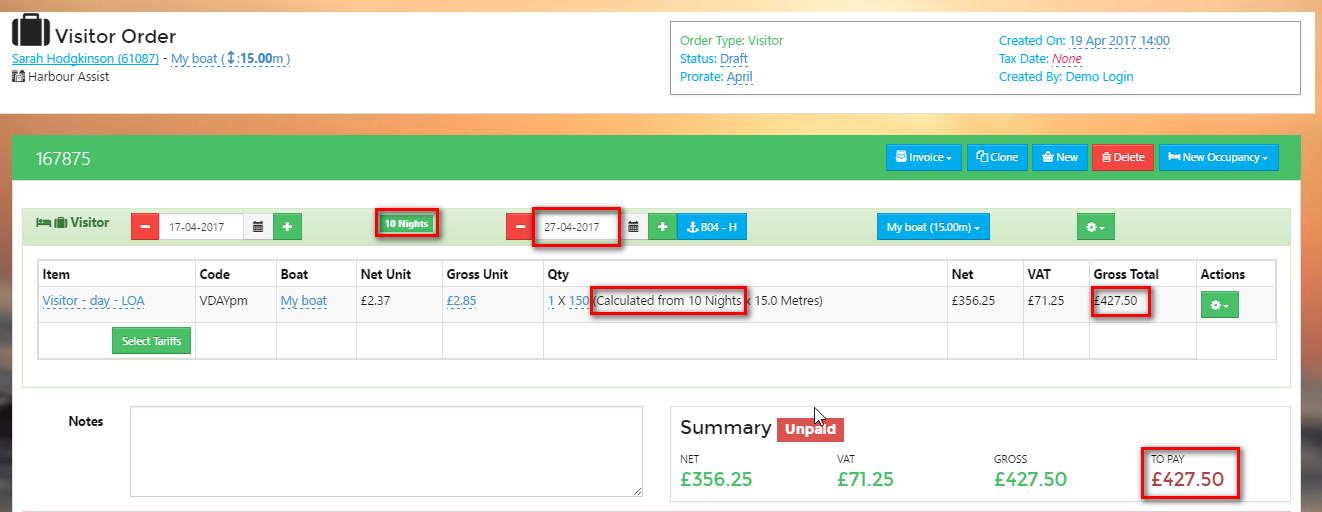 Visitor Order
Sarah Hodgkinson (61087) - My boat (↕:15.00m )
Harbour Assist
Order Type: Visitor
Status: Draft
Prorate: April
Created On: 19 Apr 2017 14:00
Tax Date: None
Created By: Demo Login
167875
Invoice Clone New Delete New Occupancy
Visitor − 17-04-2017 + 10 Nights − 27-04-2017 + B04 - H My boat (15.00m)
Item Code Boat Net Unit Gross Unit Qty Net VAT Gross Total Actions
Visitor - day - LOA VDAYpm My boat £2.37 £2.85 1 X 150 (Calculated from 10 Nights x 15.0 Metres) £356.25 £71.25 £427.50
Select Tariffs
Notes
Summary Unpaid
NET VAT GROSS TO PAY
£356.25 £71.25 £427.50 £427.50